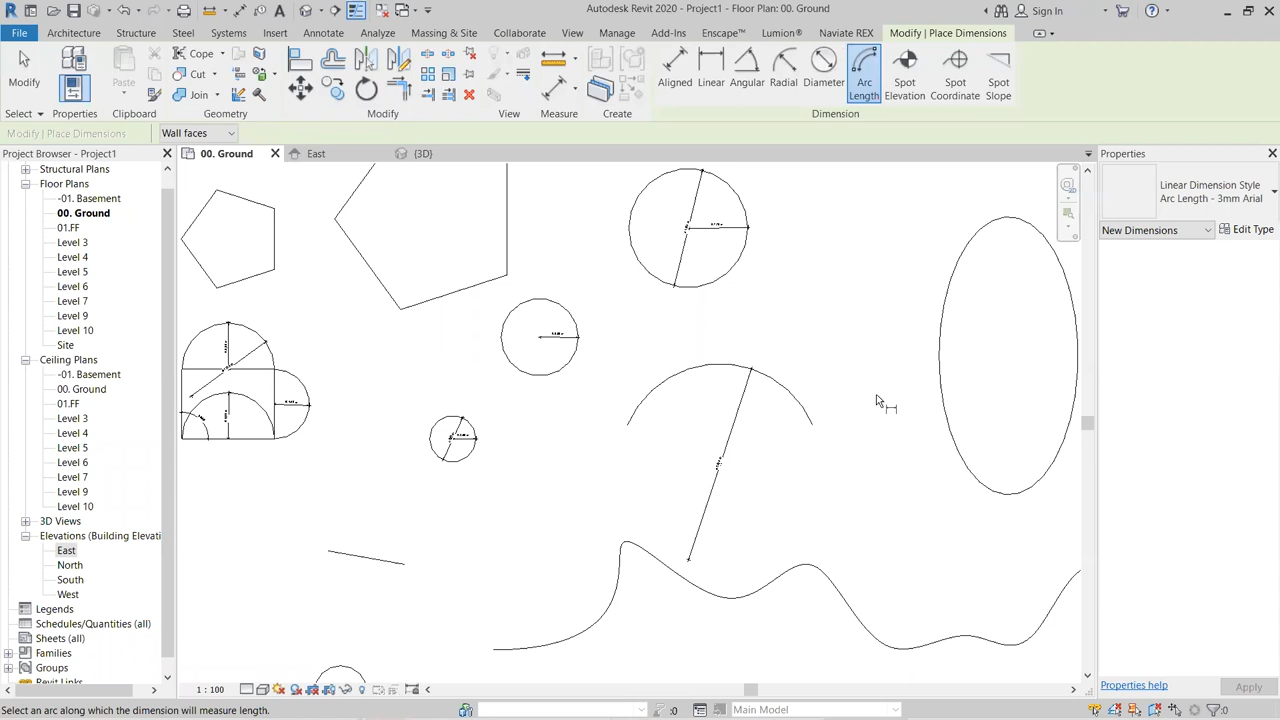 Autodesk Revit 2020 - Project1 - Floor Plan: 00. Ground
Sign In
File Architecture Structure Steel Systems Insert Annotate Analyze Massing & Site Collaborate View Manage Add-Ins Enscape™ Lumion® Naviate REX Modify | Place Dimensions
Modify
Paste
Cope
Cut
Join
Aligned Linear Angular Radial Diameter Arc Length Spot Elevation Spot Coordinate Spot Slope
Select Properties Clipboard Geometry Modify View Measure Create Dimension
Modify | Place Dimensions Wall faces
Project Browser - Project1
00. Ground East {3D}
Properties
Structural Plans
Floor Plans
-01. Basement
00. Ground
01.FF
Level 3
Level 4
Level 5
Level 6
Level 7
Level 9
Level 10
Site
Ceiling Plans
-01. Basement
00. Ground
01.FF
Level 3
Level 4
Level 5
Level 6
Level 7
Level 9
Level 10
3D Views
Elevations (Building Elevati
East
North
South
West
Legends
Schedules/Quantities (all)
Sheets (all)
Families
Groups
Revit Links
Linear Dimension Style
Arc Length - 3mm Arial
New Dimensions Edit Type
Properties help Apply
1 : 100
Select an arc along which the dimension will measure length.
:0 Main Model :0